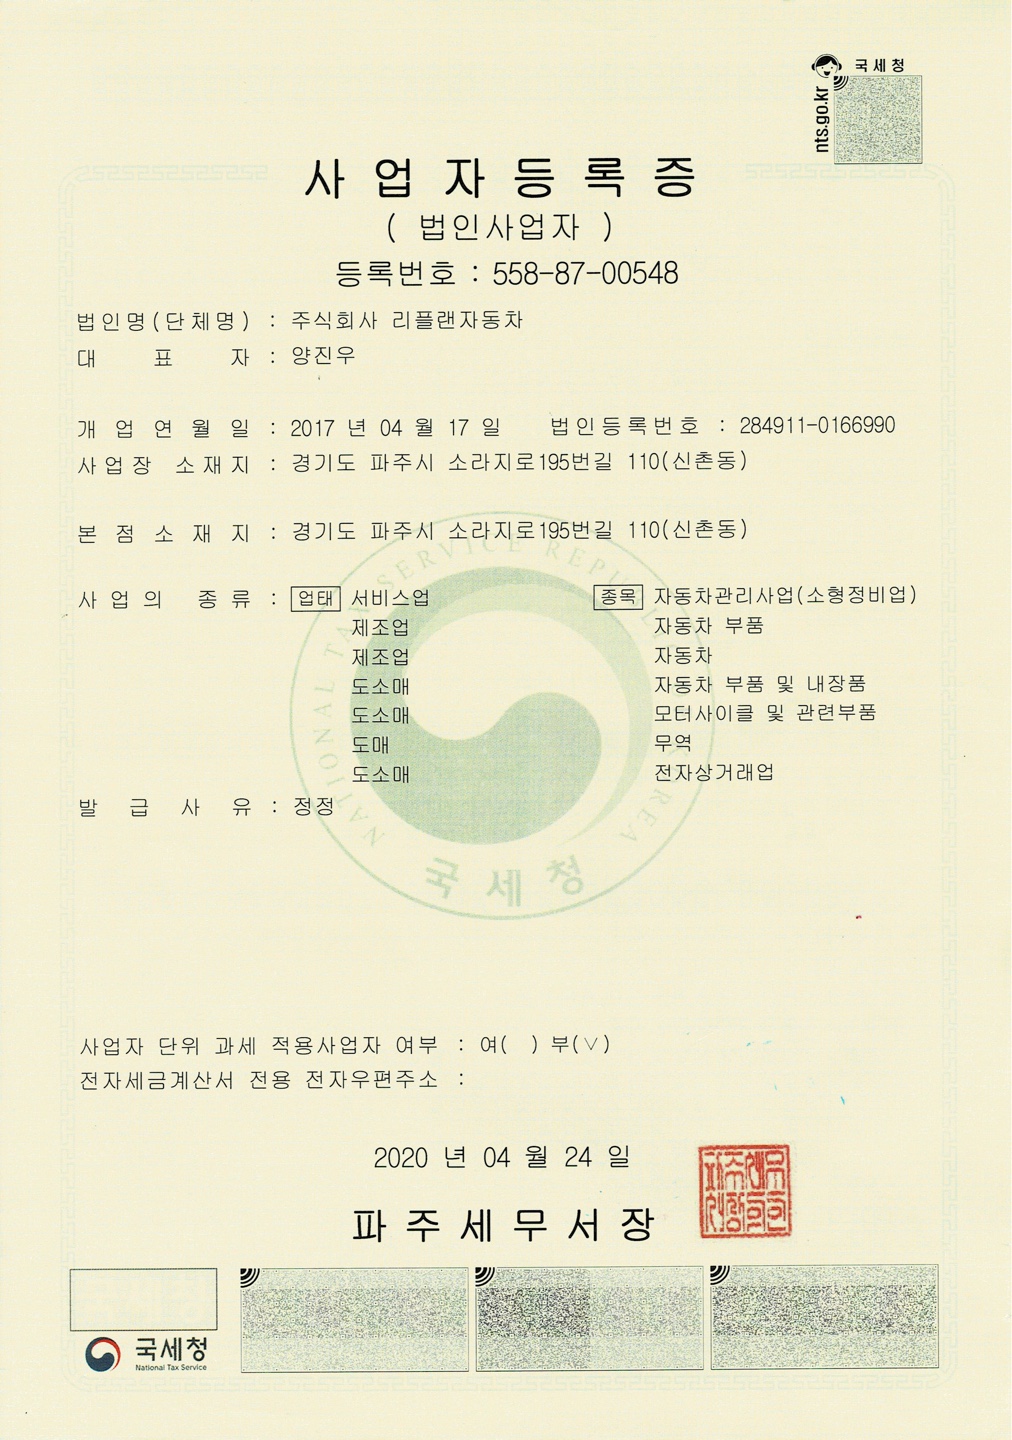 국세청
nts.go.kr
사업자등록증
( 법인사업자 )
등록번호 : 558-87-00548
법인명(단체명) : 주식회사 리플랜자동차
대 표 자 : 양진우
개 업 연 월 일 : 2017 년 04 월 17 일 법인등록번호 : 284911-0166990
사업장 소재지 : 경기도 파주시 소라지로195번길 110(신촌동)
본 점 소 재 지 : 경기도 파주시 소라지로195번길 110(신촌동)
사업의 종류 : 업태 서비스업 종목 자동차관리사업(소형정비업)
제조업 자동차 부품
제조업 자동차
도소매 자동차 부품 및 내장품
도소매 모터사이클 및 관련부품
도매 무역
도소매 전자상거래업
발 급 사 유 : 정정
NATIONAL TAX SERVICE REPUBLIC KOREA
국세청
사업자 단위 과세 적용사업자 여부 : 여( ) 부(∨)
전자세금계산서 전용 전자우편주소 :
2020 년 04 월 24 일
파주세무서장
국세청
National Tax Service